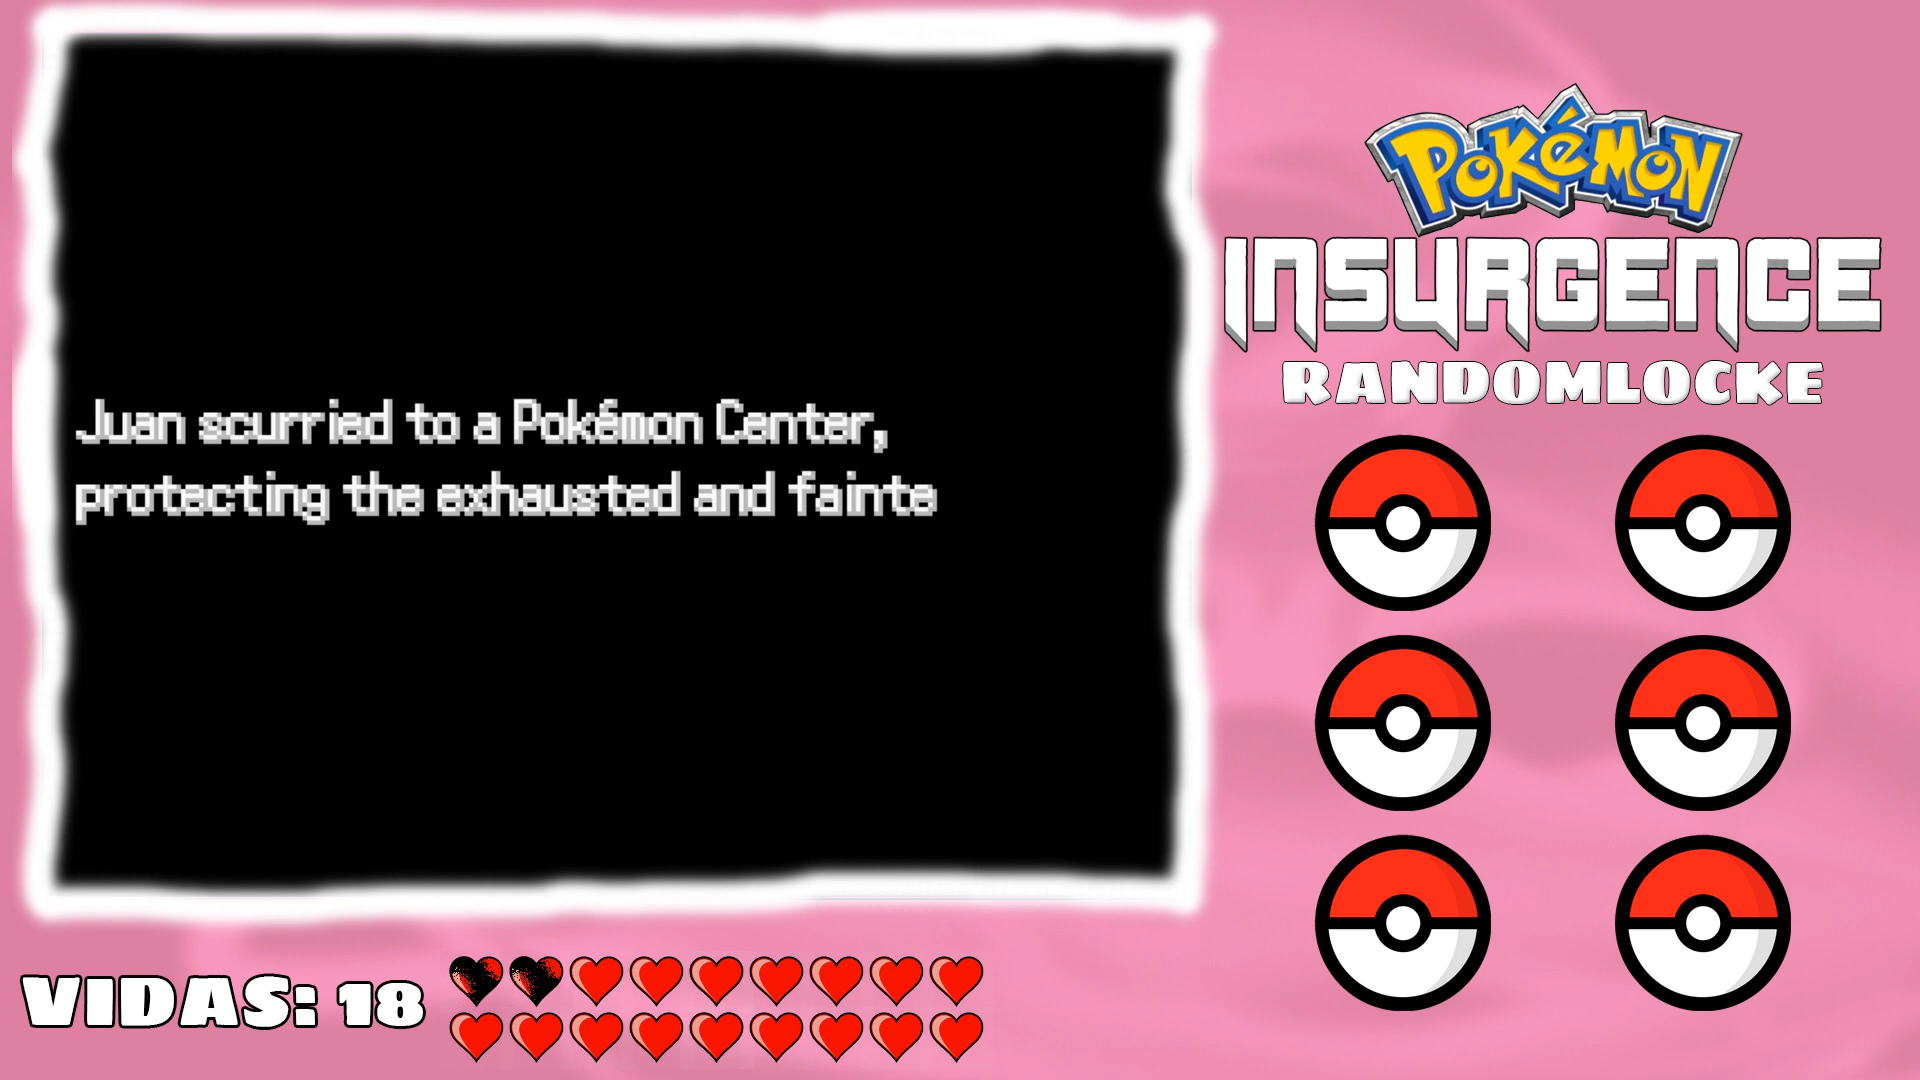 Juan scurried to a Pokémon Center,
protecting the exhausted and fainte
POKéMON
INSURGENCE
RANDOMLOCKE
VIDAS: 18